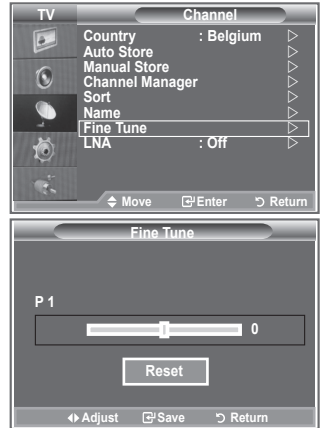 TV Channel
Country : Belgium
Auto Store
Manual Store
Channel Manager
Sort
Name
Fine Tune
LNA : Off
Move Enter Return
Fine Tune
P 1
0
Reset
Adjust Save Return